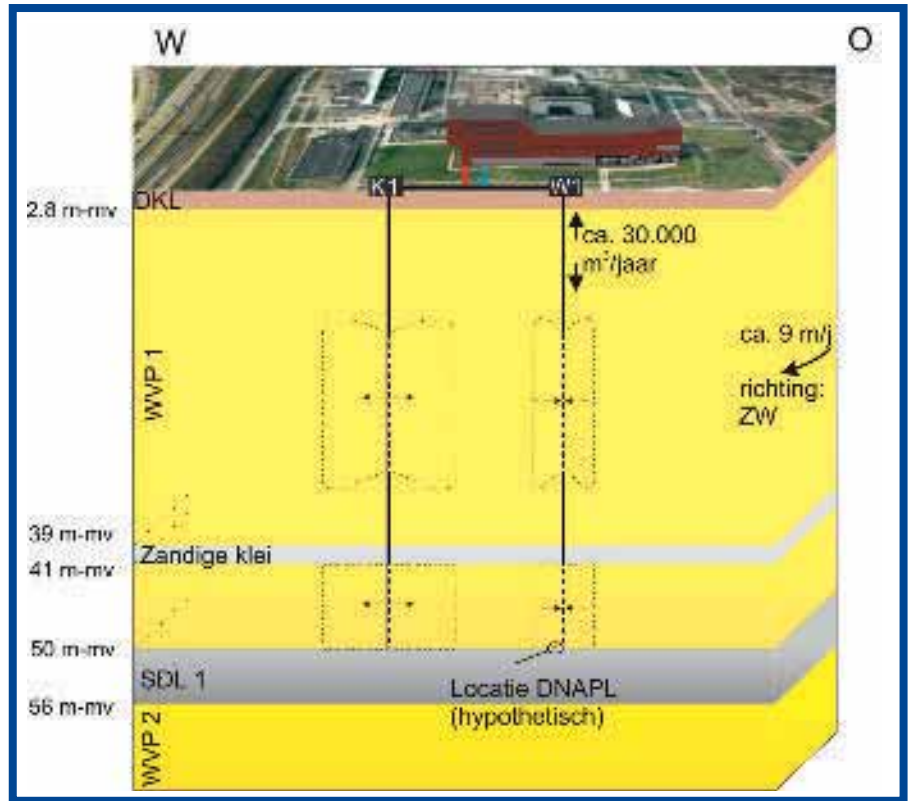 W
O
K1
W1
DKL
2.8 m-mv
ca. 30.000
m³/jaar
ca. 9 m/j
richting:
ZW
WVP 1
39 m-mv
Zandige klei
41 m-mv
50 m-mv
SDL 1
Locatie DNAPL
(hypothetisch)
56 m-mv
WVP 2